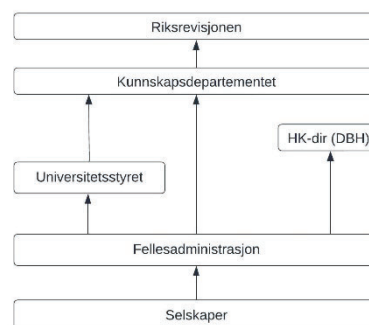 Riksrevisjonen
Kunnskapsdepartementet
HK-dir (DBH)
Universitetsstyret
Fellesadministrasjon
Selskaper